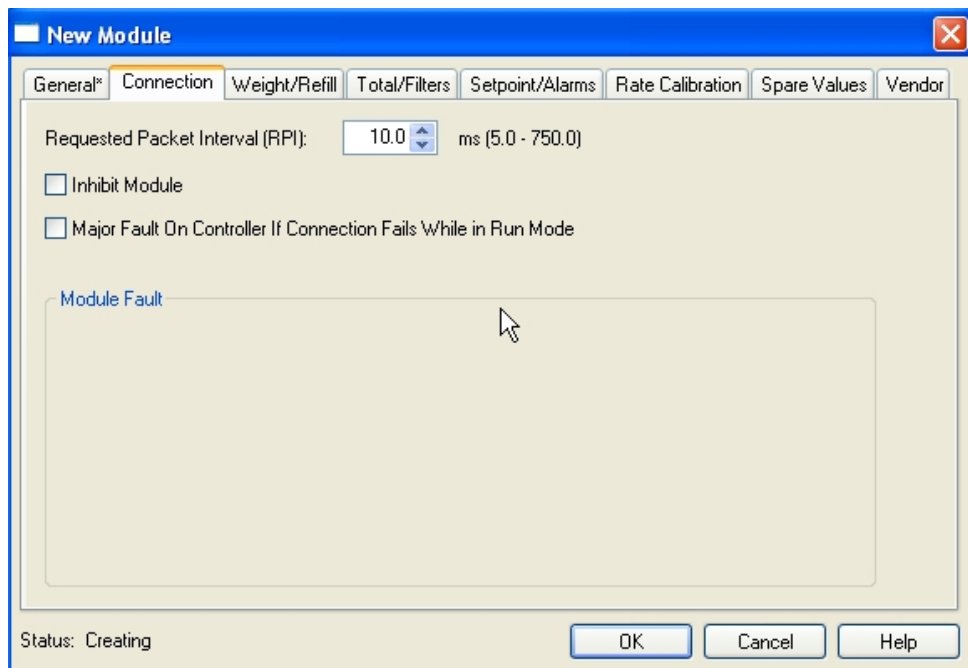 New Module
General* Connection Weight/Refill Total/Filters Setpoint/Alarms Rate Calibration Spare Values Vendor
Requested Packet Interval (RPI): 10.0 ms (5.0 - 750.0)
Inhibit Module
Major Fault On Controller If Connection Fails While in Run Mode
Module Fault
Status: Creating OK Cancel Help